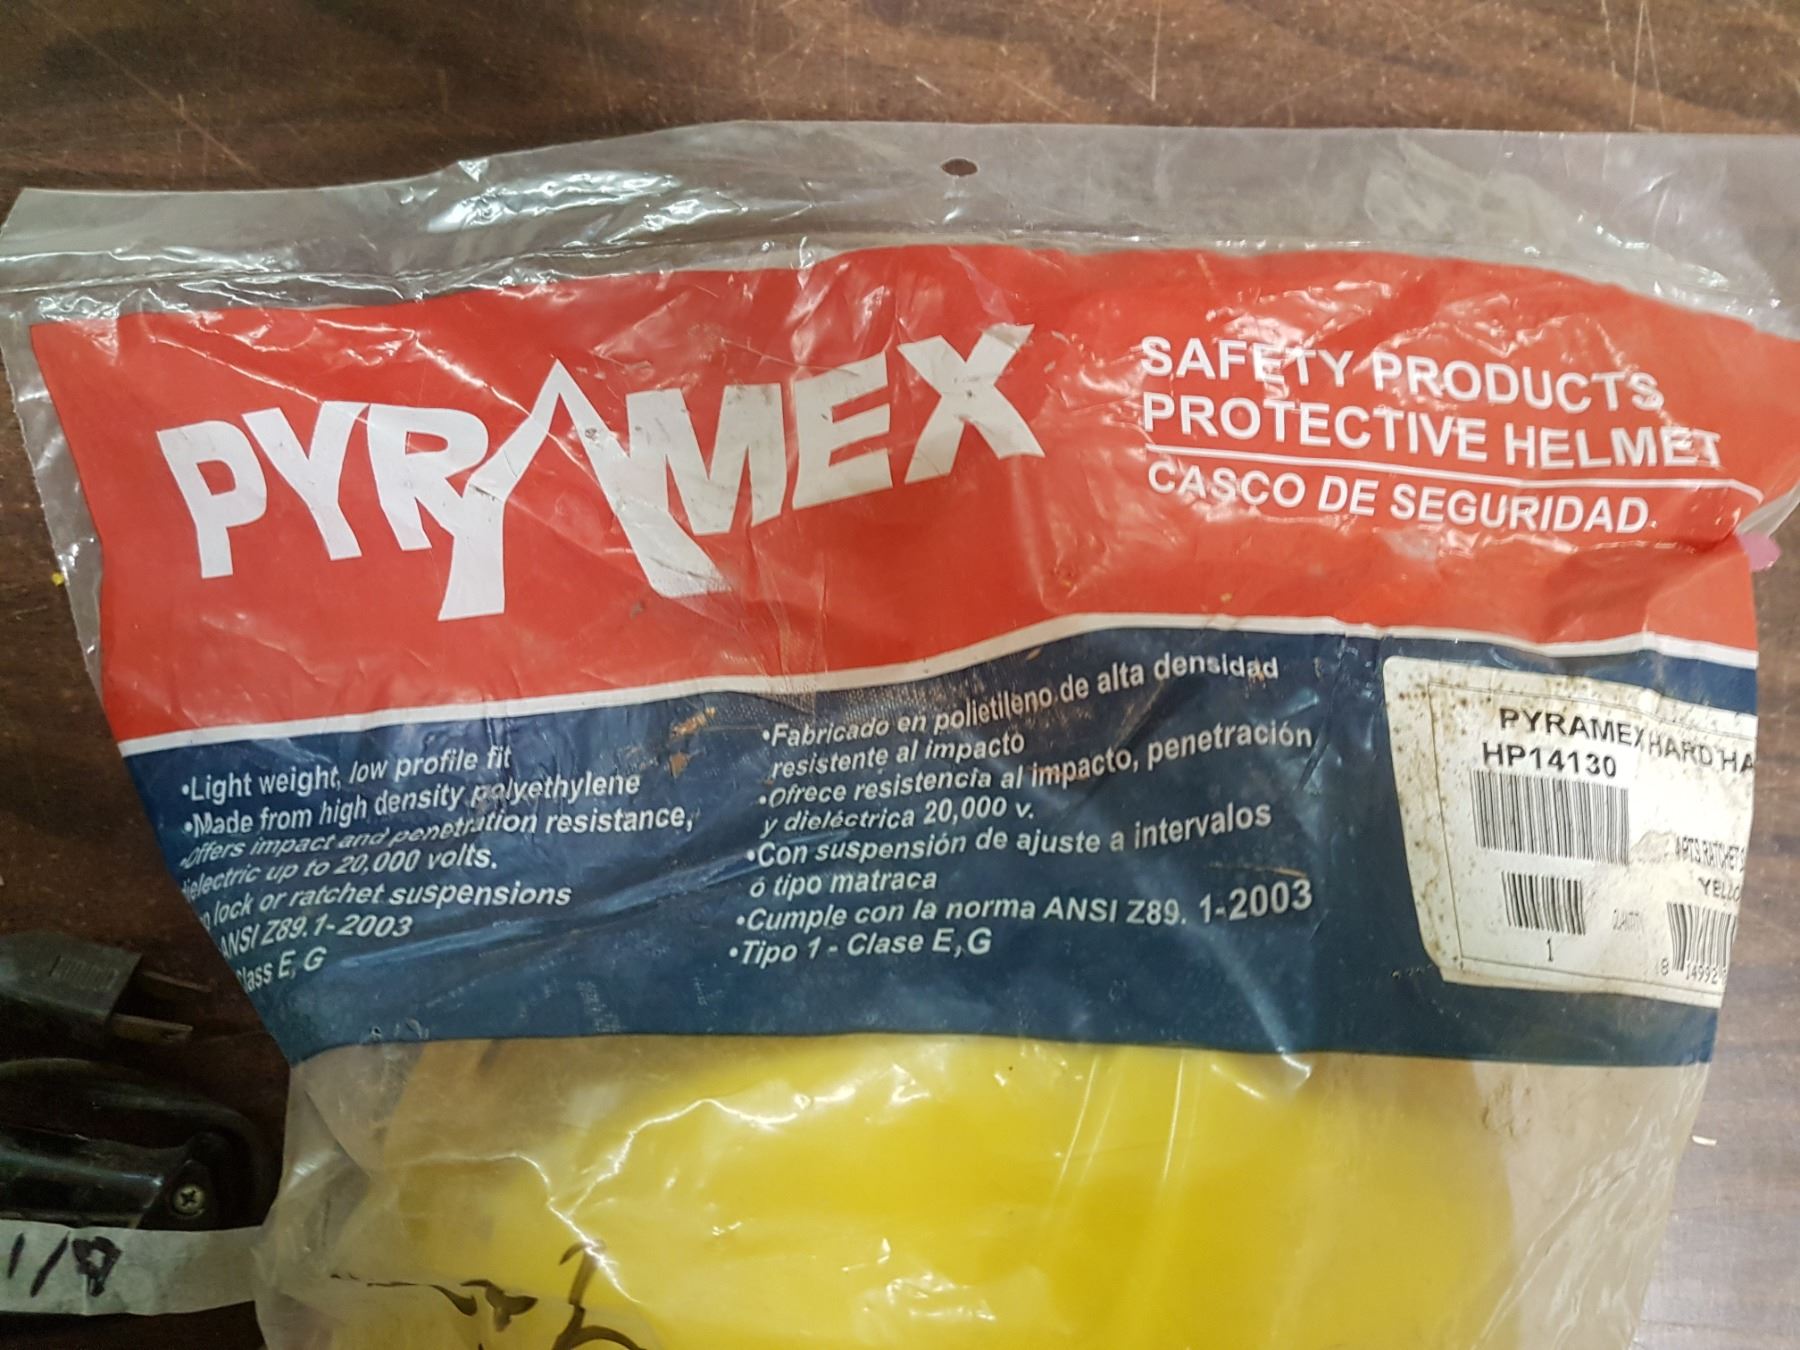 PYRAMEX
SAFETY PRODUCTS
PROTECTIVE HELMET
CASCO DE SEGURIDAD
•Light weight, low profile fit
•Made from high density polyethylene
•Offers impact and penetration resistance,
dielectric up to 20,000 volts.
lock or ratchet suspensions
ANSI Z89.1-2003
Class E, G
•Fabricado en polietileno de alta densidad
resistente al impacto
•Ofrece resistencia al impacto, penetración
y dieléctrica 20,000 v.
•Con suspensión de ajuste a intervalos
ó tipo matraca
•Cumple con la norma ANSI Z89. 1-2003
•Tipo 1 - Clase E,G
PYRAMEX HARD HA
HP14130
RATCHET
YELLO
QUANTITY
1
8 14992